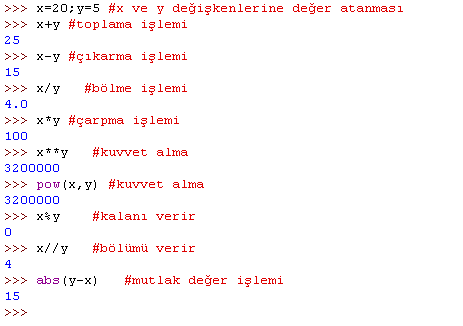 >>> x=20;y=5 #x ve y değişkenlerine değer atanması
>>> x+y #toplama işlemi
25
>>> x-y #çıkarma işlemi
15
>>> x/y   #bölme işlemi
4.0
>>> x*y #çarpma işlemi
100
>>> x**y   #kuvvet alma
3200000
>>> pow(x,y) #kuvvet alma
3200000
>>> x%y    #kalanı verir
0
>>> x//y   #bölümü verir
4
>>> abs(y-x)   #mutlak değer işlemi
15
>>>